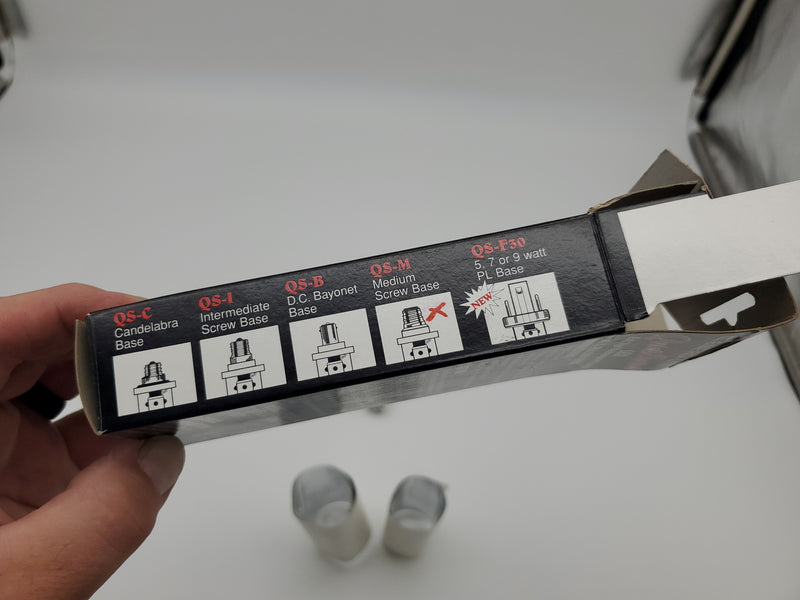 QS-C
Candelabra
Base
QS-I
Intermediate
Screw Base
QS-B
D.C. Bayonet
Base
QS-M
Medium
Screw Base
QS-F30
5, 7 or 9 watt
PL Base
NEW